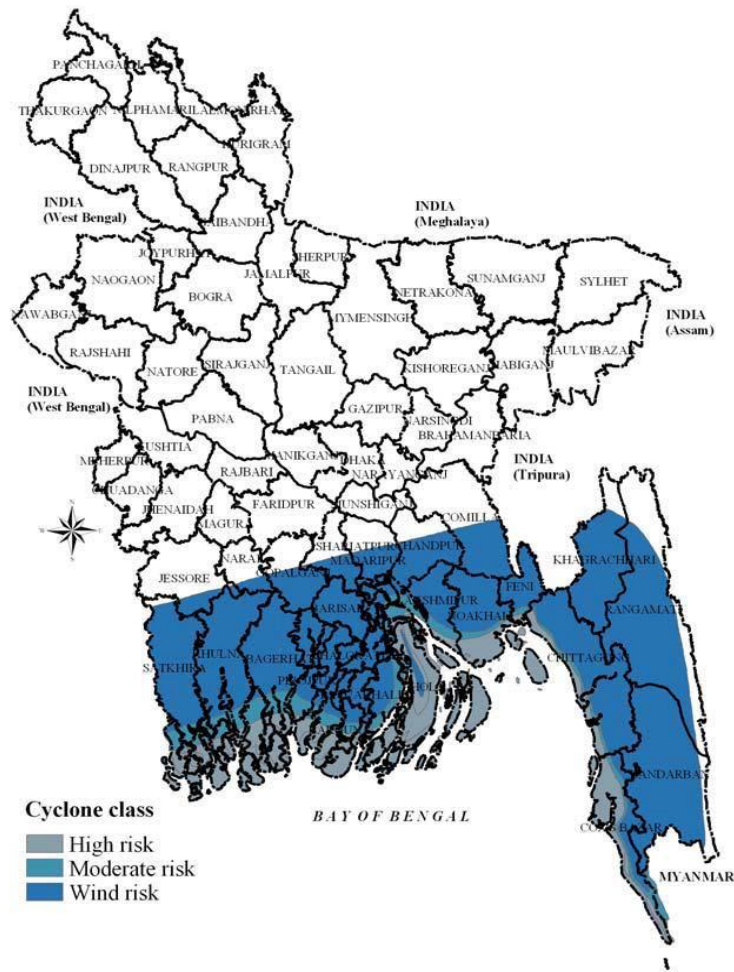 PANCHAGARH
THAKURGAON
NILPHAMARI
LALMONIRHAT
KURIGRAM
DINAJPUR
RANGPUR
INDIA
(West Bengal)
INDIA
(Meghalaya)
GAIBANDHA
JOYPURHAT
SHERPUR
JAMALPUR
NAOGAON
BOGRA
NETRAKONA
SUNAMGANJ
SYLHET
NAWABGANJ
MYMENSINGH
INDIA
(Assam)
RAJSHAHI
NATORE
SIRAJGANJ
TANGAIL
KISHOREGANJ
HABIGANJ
MAULVIBAZAR
INDIA
(West Bengal)
PABNA
GAZIPUR
NARSINGDI
BRAHAMANBARIA
KUSHTIA
MEHERPUR
MANIKGANJ
DHAKA
NARAYANGANJ
INDIA
(Tripura)
CHUADANGA
RAJBARI
JHENAIDAH
MAGURA
FARIDPUR
MUNSHIGANJ
COMILLA
SHARIATPUR
CHANDPUR
MADARIPUR
NARAIL
GOPALGANJ
JESSORE
KHAGRACHHARI
FENI
LAKSHMIPUR
NOAKHALI
BARISAL
RANGAMATI
SATKHIRA
KHULNA
BAGERHAT
CHITTAGONG
BANDARBAN
COXS BAZAR
BAY OF BENGAL
MYANMAR
Cyclone class
High risk
Moderate risk
Wind risk